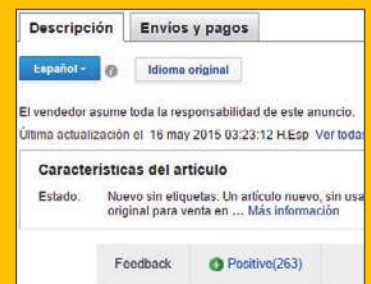 Descripción Envíos y pagos
Español Idioma original
El vendedor asume toda la responsabilidad de este anuncio.
Última actualización el 16 may 2015 03:23:12 H.Esp Ver todas
Características del artículo
Estado: Nuevo sin etiquetas: Un artículo nuevo, sin usa
original para venta en ... Más información
Feedback Positive(263)